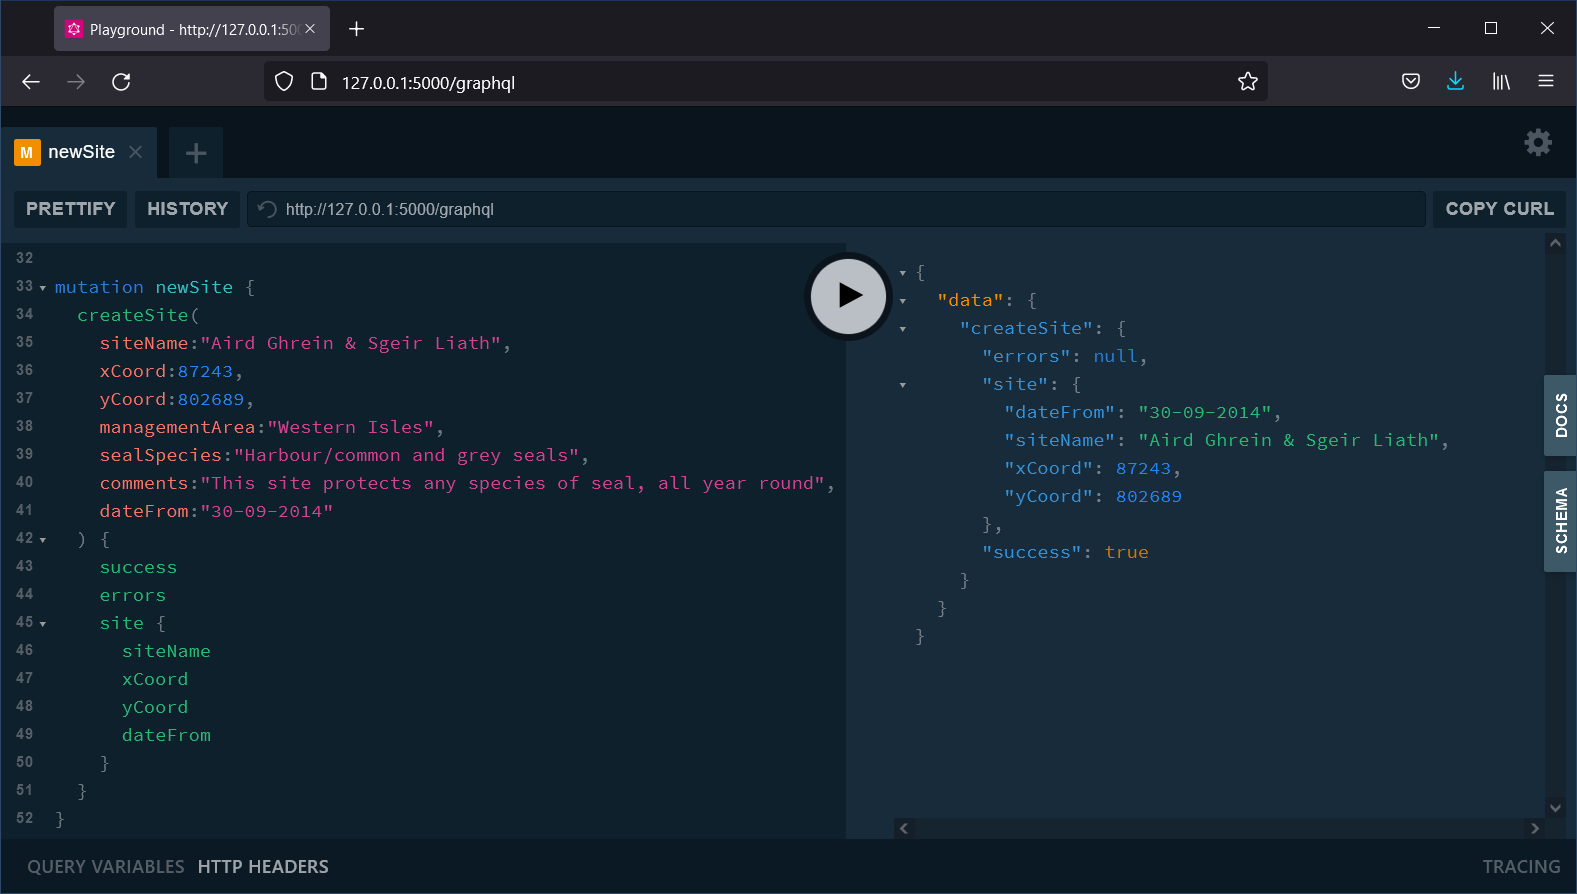 Playground - http://127.0.0.1:500
127.0.0.1:5000/graphql
M newSite
PRETTIFY HISTORY http://127.0.0.1:5000/graphql COPY CURL
32
33 mutation newSite {
34 createSite(
35 siteName:"Aird Ghrein & Sgeir Liath",
36 xCoord:87243,
37 yCoord:802689,
38 managementArea:"Western Isles",
39 sealSpecies:"Harbour/common and grey seals",
40 comments:"This site protects any species of seal, all year round",
41 dateFrom:"30-09-2014"
42 ) {
43 success
44 errors
45 site {
46 siteName
47 xCoord
48 yCoord
49 dateFrom
50 }
51 }
52 }
{
"data": {
"createSite": {
"errors": null,
"site": {
"dateFrom": "30-09-2014",
"siteName": "Aird Ghrein & Sgeir Liath",
"xCoord": 87243,
"yCoord": 802689
},
"success": true
}
}
}
DOCS
SCHEMA
QUERY VARIABLES HTTP HEADERS TRACING